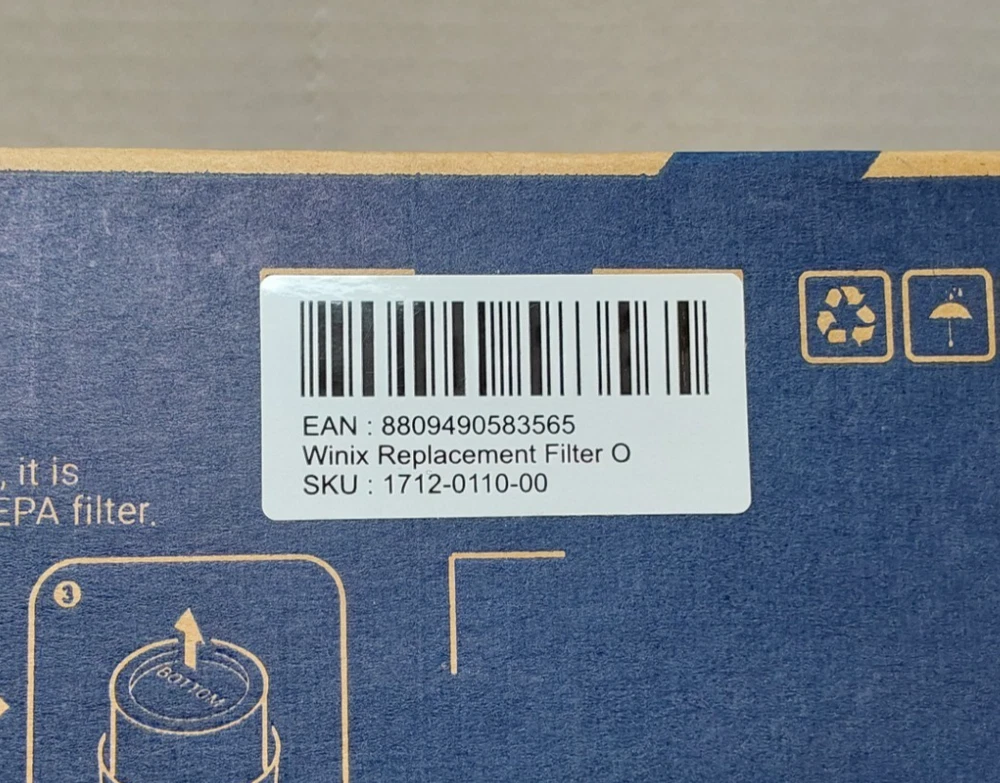 EAN : 8809490583565
Winix Replacement Filter O
SKU : 1712-0110-00
, it is
EPA filter.
3
BOTTOM